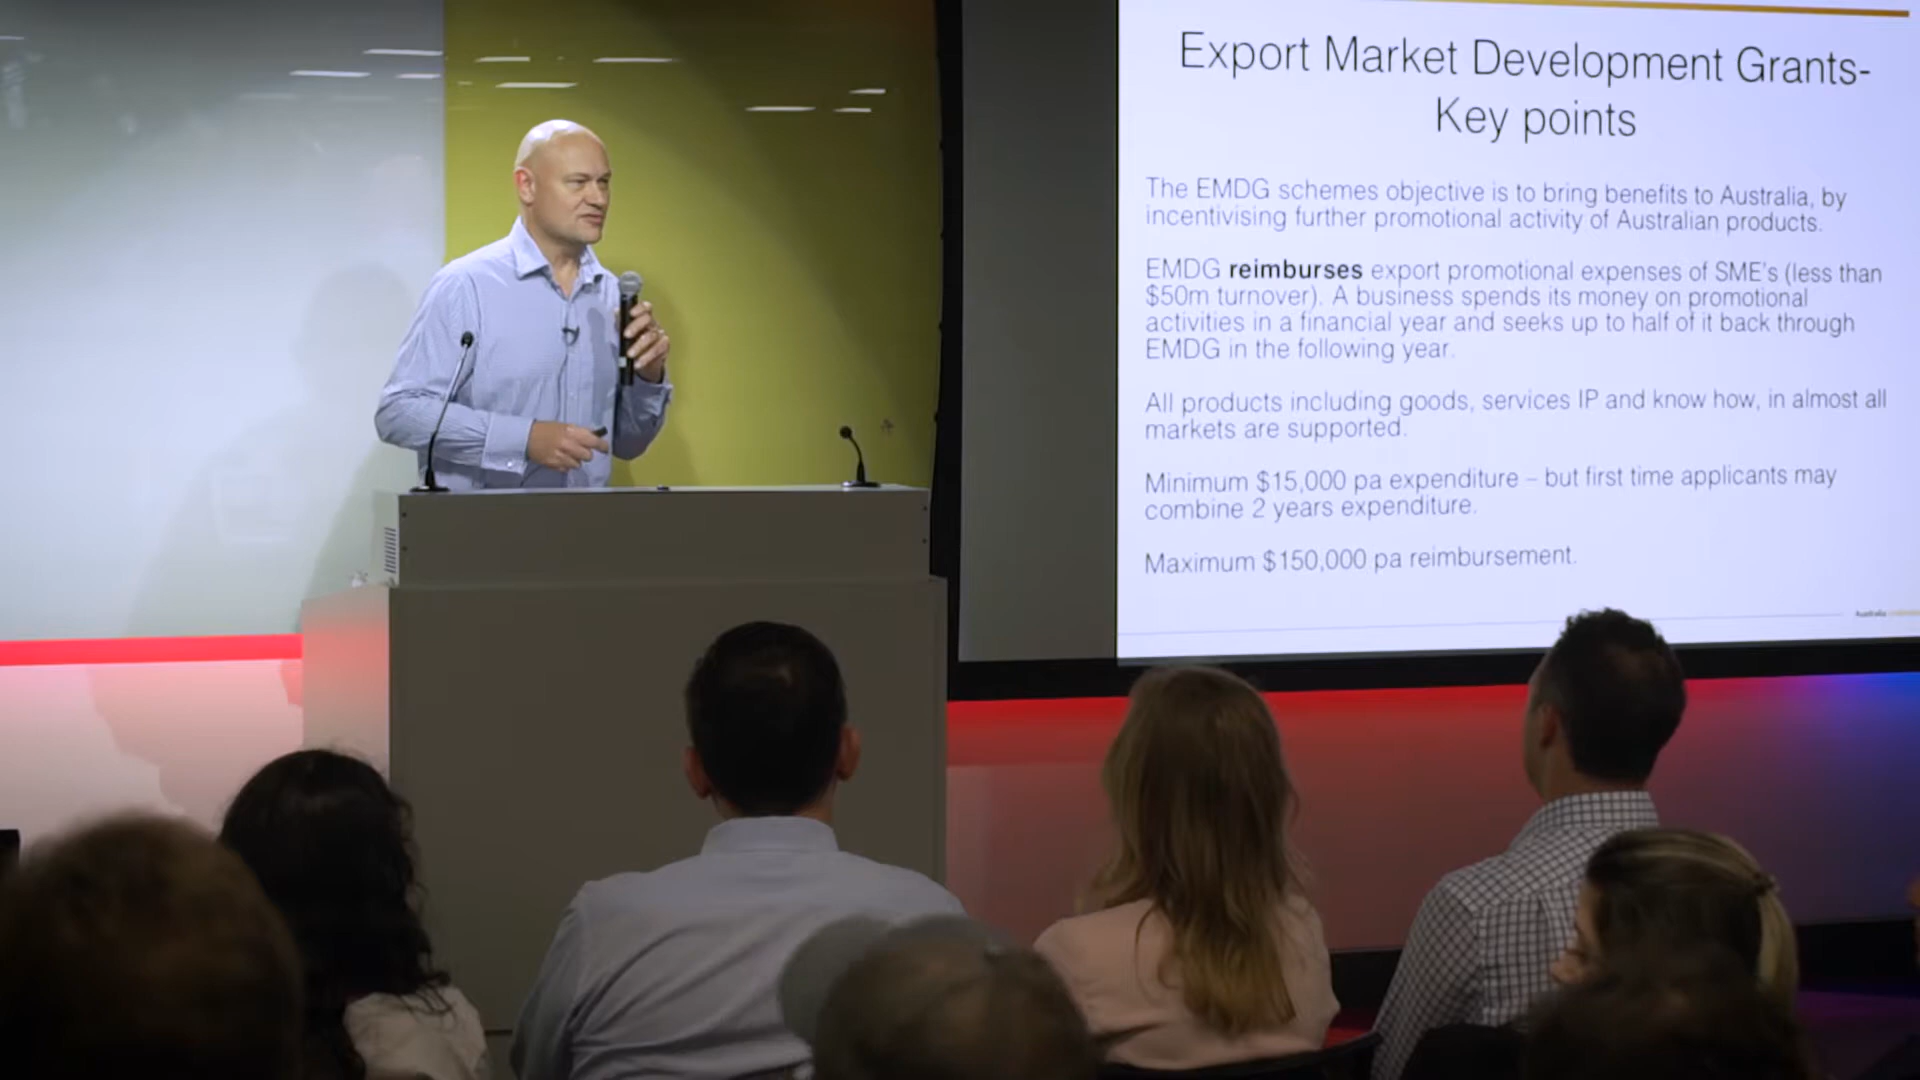 Export Market Development Grants-
Key points
The EMDG schemes objective is to bring benefits to Australia, by
incentivising further promotional activity of Australian products.
EMDG reimburses export promotional expenses of SME's (less than
$50m turnover). A business spends its money on promotional
activities in a financial year and seeks up to half of it back through
EMDG in the following year.
All products including goods, services IP and know how, in almost all
markets are supported.
Minimum $15,000 pa expenditure – but first time applicants may
combine 2 years expenditure.
Maximum $150,000 pa reimbursement.
Australia